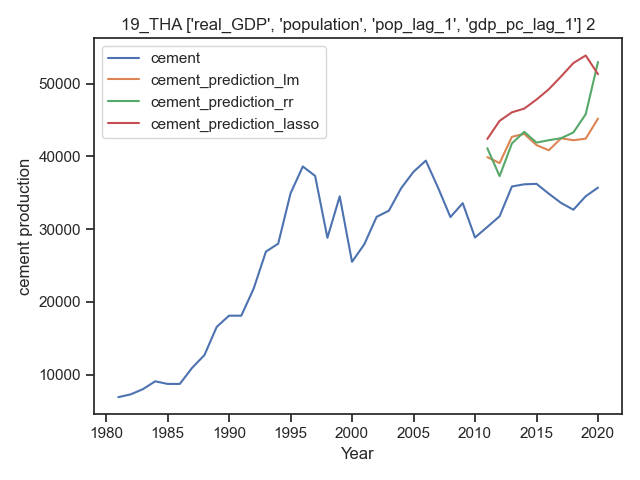 19_THA ['real_GDP', 'population', 'pop_lag_1', 'gdp_pc_lag_1'] 2
cement
cement_prediction_lm
cement_prediction_rr
cement_prediction_lasso
50000
40000
30000
20000
10000
cement production
1980 1985 1990 1995 2000 2005 2010 2015 2020
Year